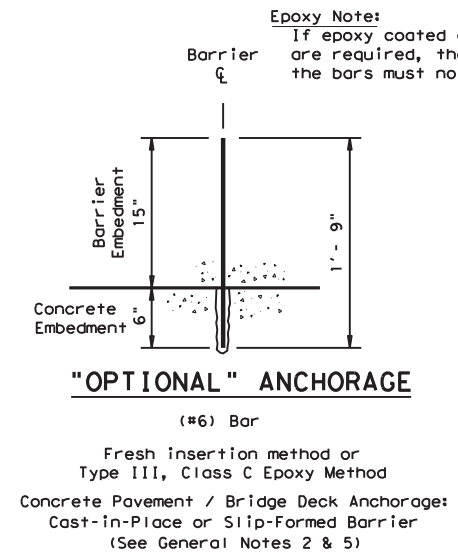 Epoxy Note:
If epoxy coated
are required,
the bars must
Barrier
℄
Barrier
Embedment
15"
1' - 9"
Concrete
Embedment
6"
"OPTIONAL" ANCHORAGE
(#6) Bar
Fresh insertion method or
Type III, Class C Epoxy Method
Concrete Pavement / Bridge Deck Anchorage:
Cast-in-Place or Slip-Formed Barrier
(See General Notes 2 & 5)